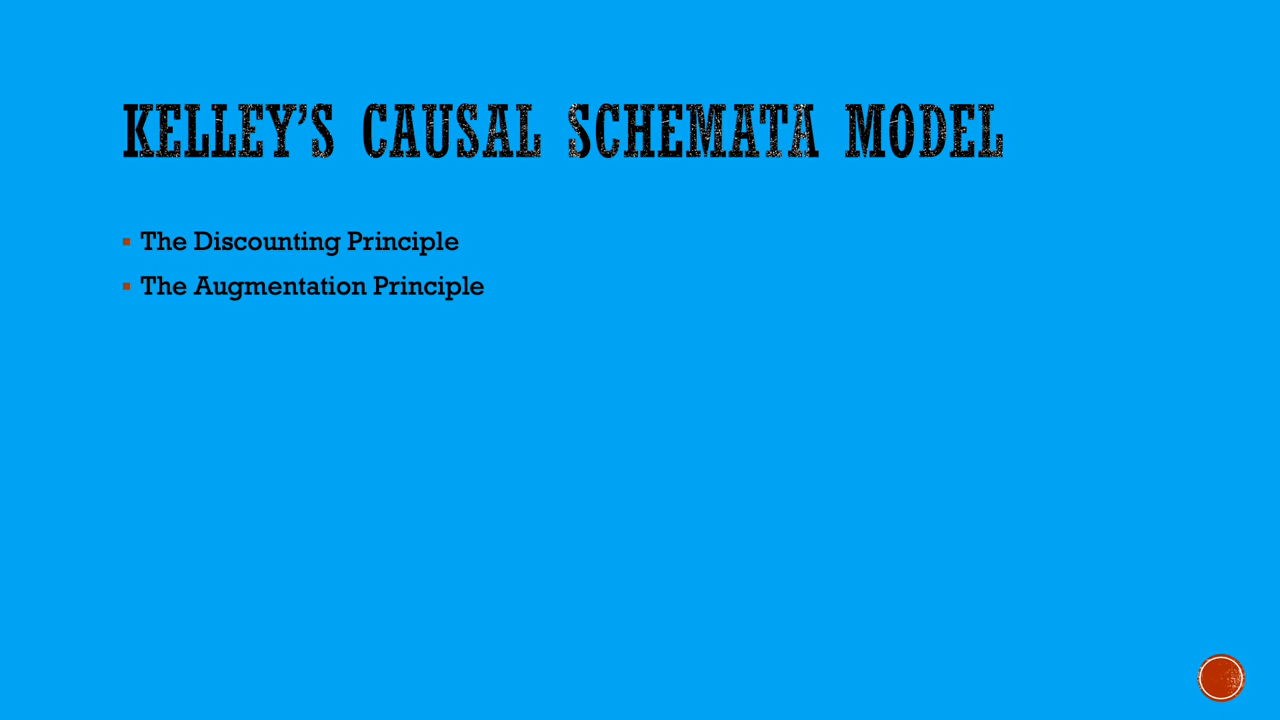 KELLEY’S CAUSAL SCHEMATA MODEL
▪ The Discounting Principle
▪ The Augmentation Principle